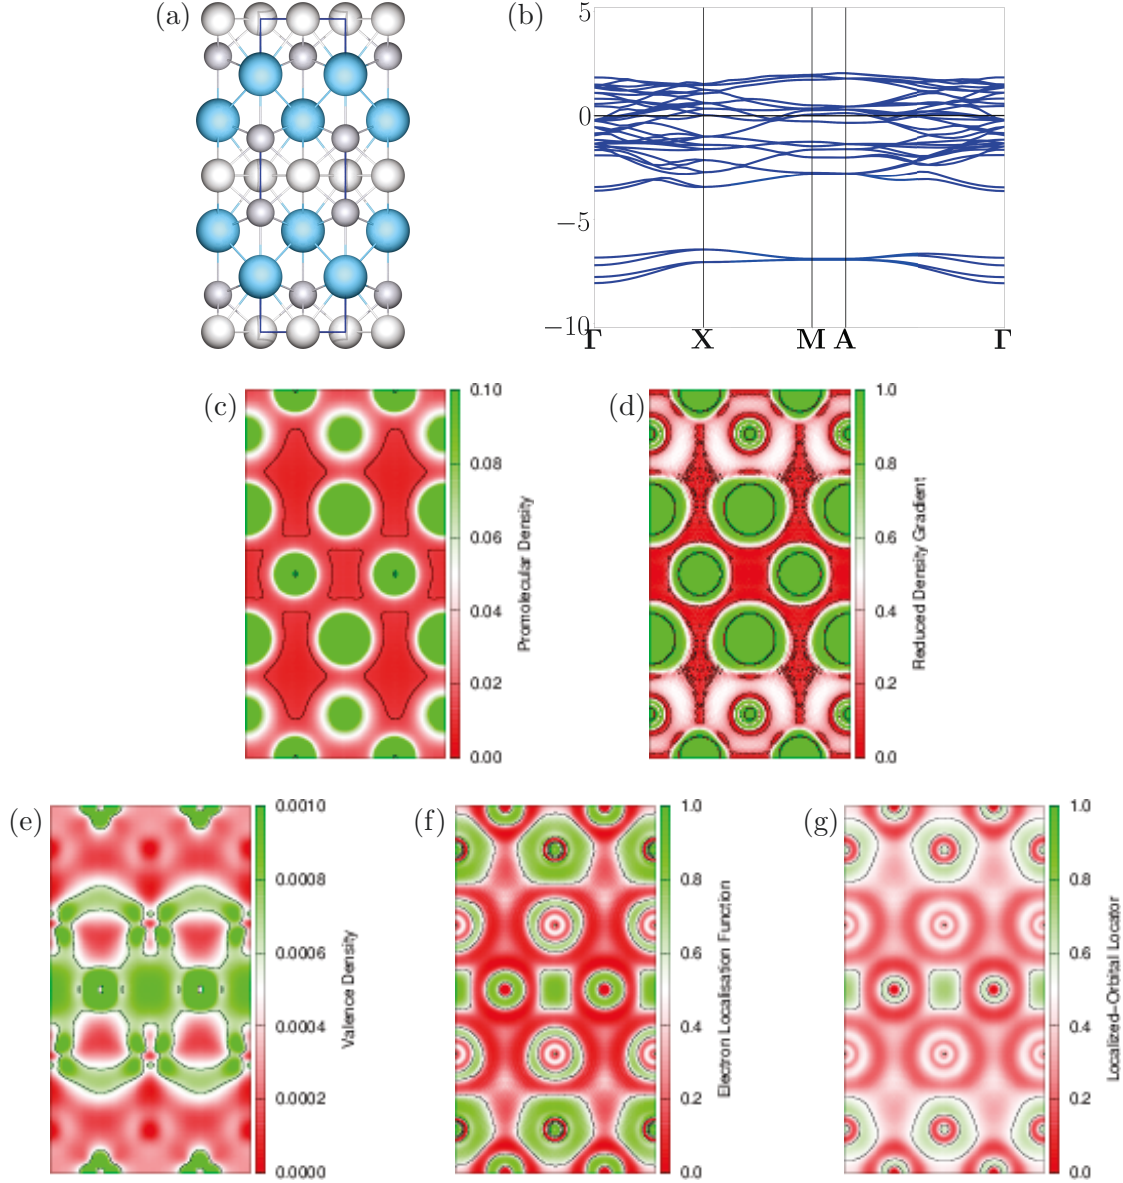 (a)
(b)
5
0
−5
−10
Γ
X
M
A
Γ
(c)
0.10
0.08
0.06
0.04
0.02
0.00
Promolecular Density
(d)
1.0
0.8
0.6
0.4
0.2
0.0
Reduced Density Gradient
(e)
0.0010
0.0008
0.0006
0.0004
0.0002
0.0000
Valence Density
(f)
1.0
0.8
0.6
0.4
0.2
0.0
Electron Localisation Function
(g)
1.0
0.8
0.6
0.4
0.2
0.0
Localized-Orbital Locator